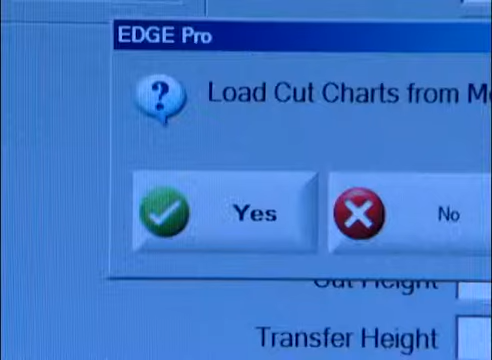 EDGE Pro
Load Cut Charts from
Yes
No
Cut Height
Transfer Height